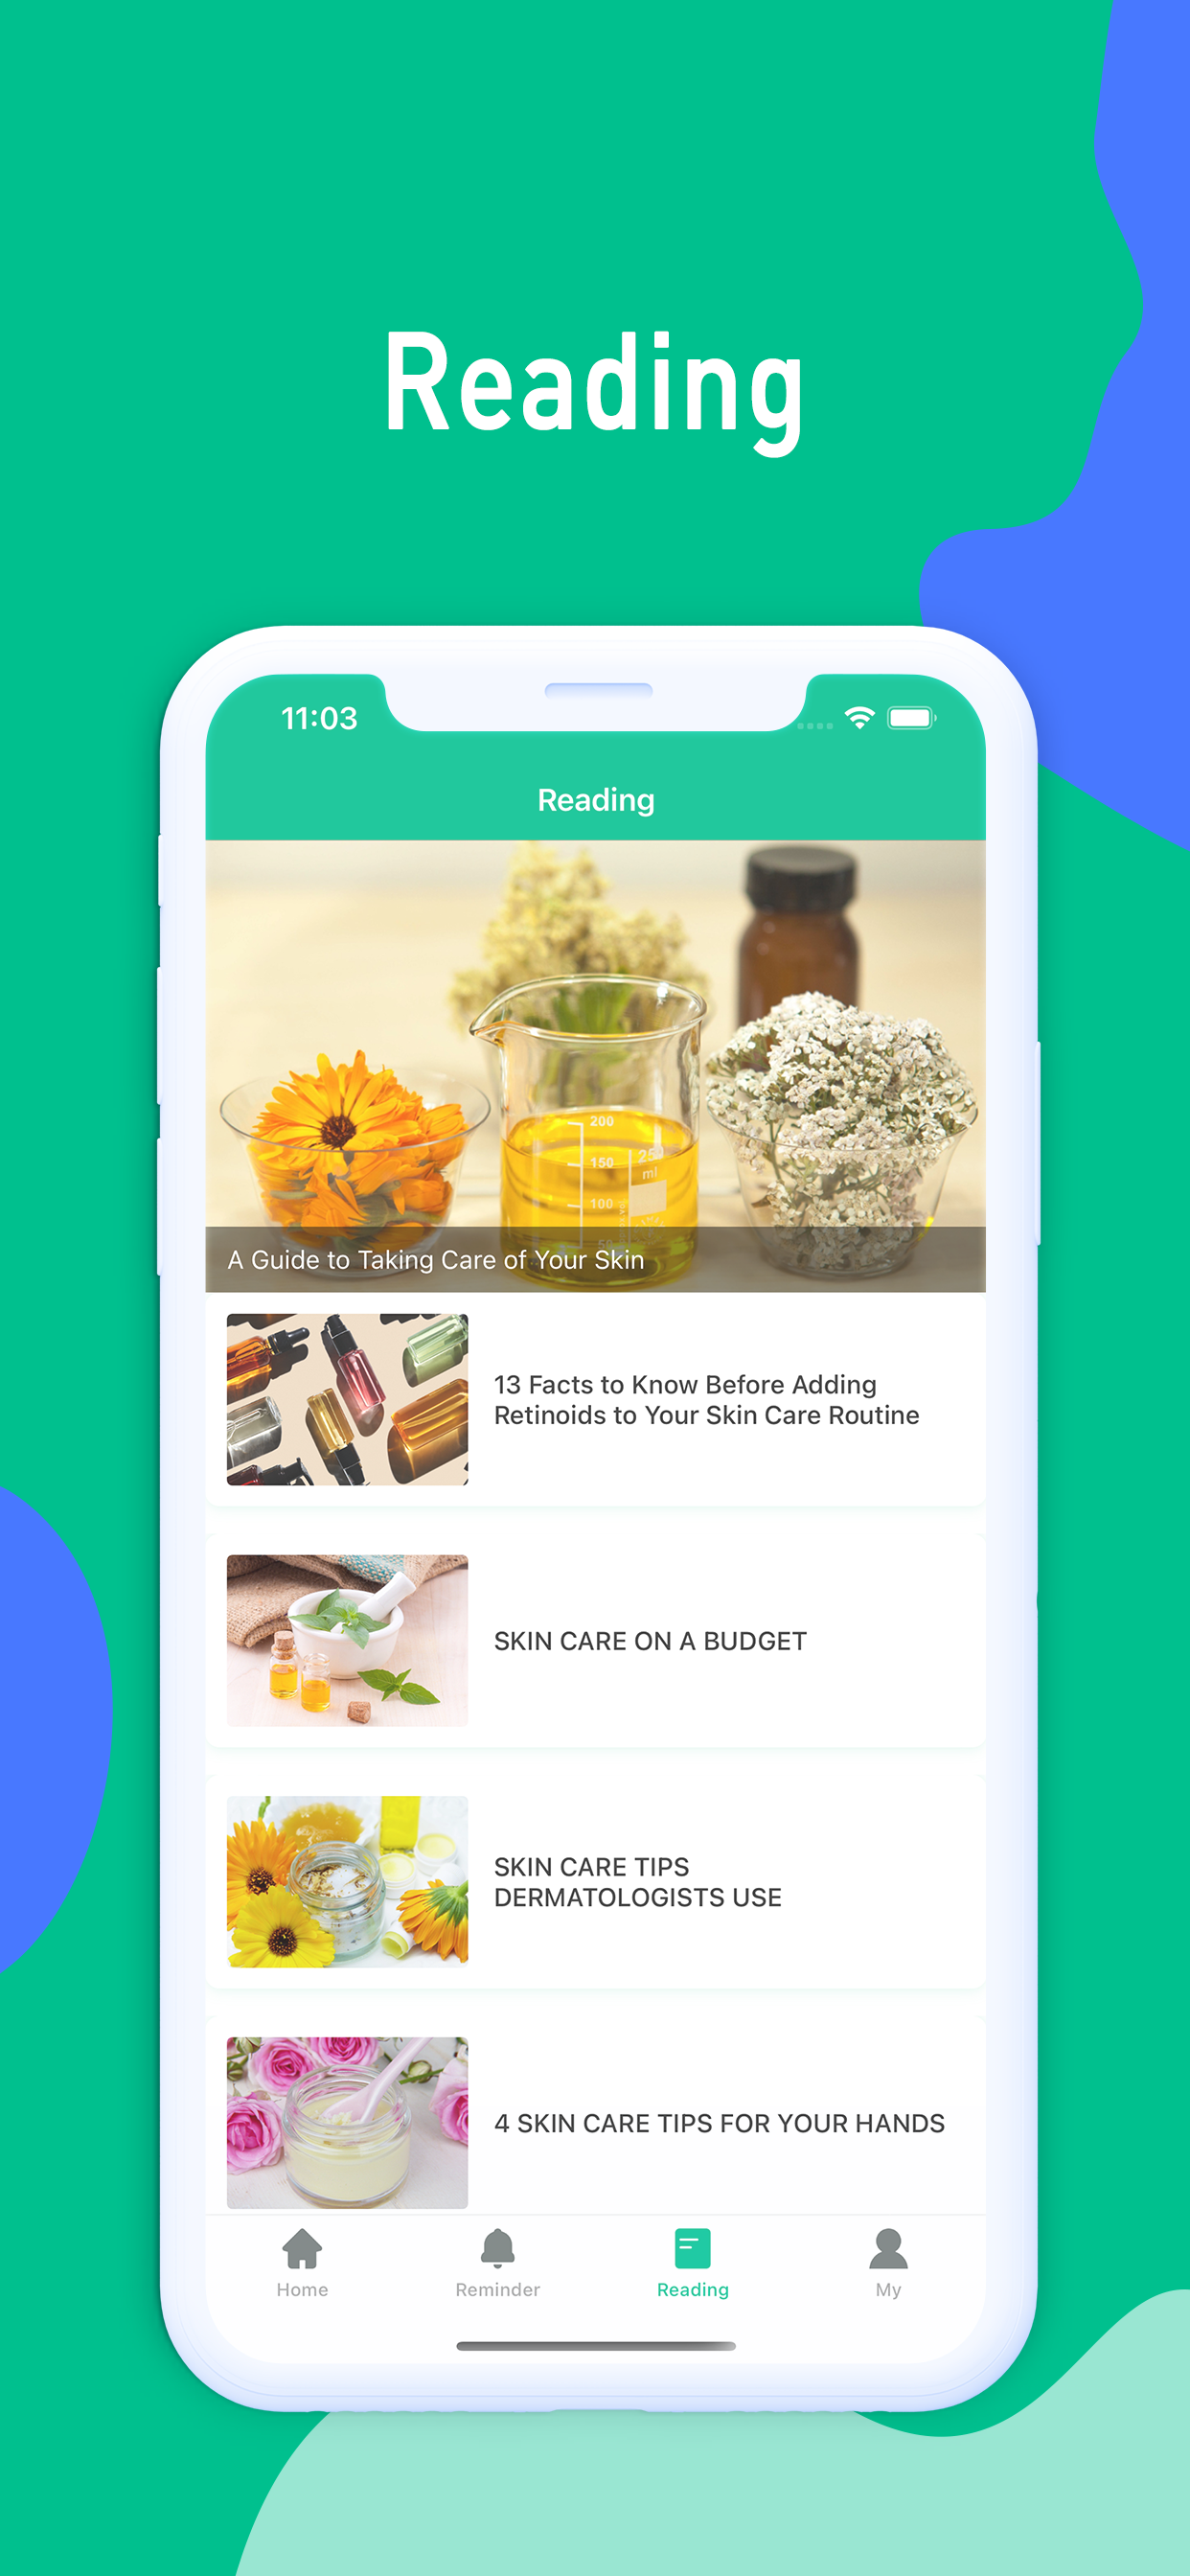 Reading
11:03
Reading
200
150
250
ml
100
50
A Guide to Taking Care of Your Skin
13 Facts to Know Before Adding
Retinoids to Your Skin Care Routine
SKIN CARE ON A BUDGET
SKIN CARE TIPS
DERMATOLOGISTS USE
4 SKIN CARE TIPS FOR YOUR HANDS
Home
Reminder
Reading
My